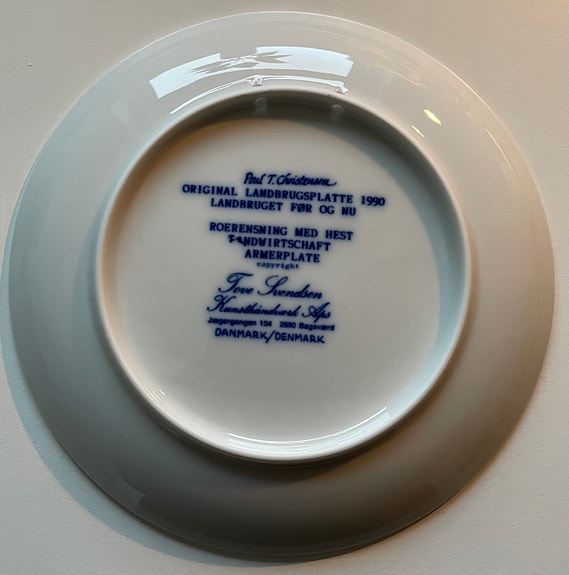 Poul T. Christensen
ORIGINAL LANDBRUGSPLATTE 1990
LANDBRUGET FØR OG NU
ROERENSNING MED HEST
LANDWIRTSCHAFT
ARMERPLATE
copyright
Tove Svendsen
Kunsthåndværk Aps
Jægergangen 104 2880 Bagsværd
DANMARK/DENMARK